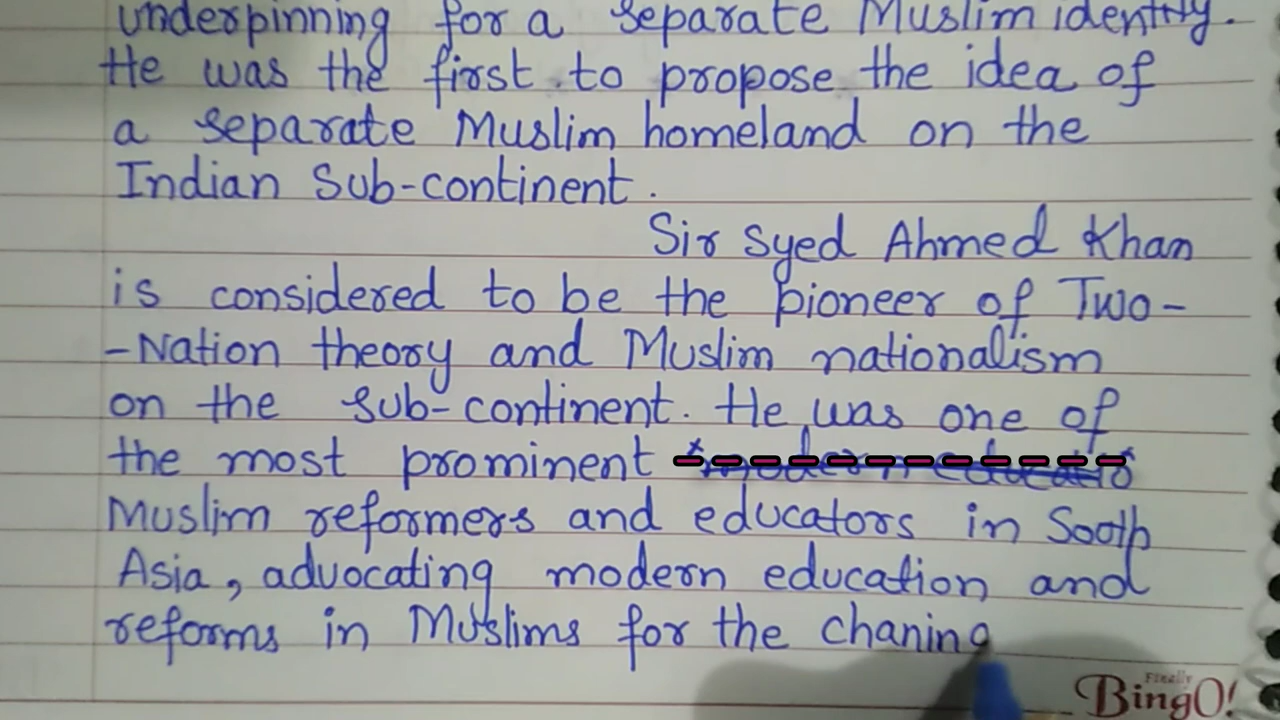 underpinning for a separate Muslim identity.
He was the first to propose the idea of
a separate Muslim homeland on the
Indian Sub-continent.
Sir Syed Ahmed Khan
is considered to be the pioneer of Two-
-Nation theory and Muslim nationalism
on the sub-continent. He was one of
the most prominent
Muslim reformers and educators in South
Asia, advocating modern education and
reforms in Muslims for the chaning
Finally
BingO!